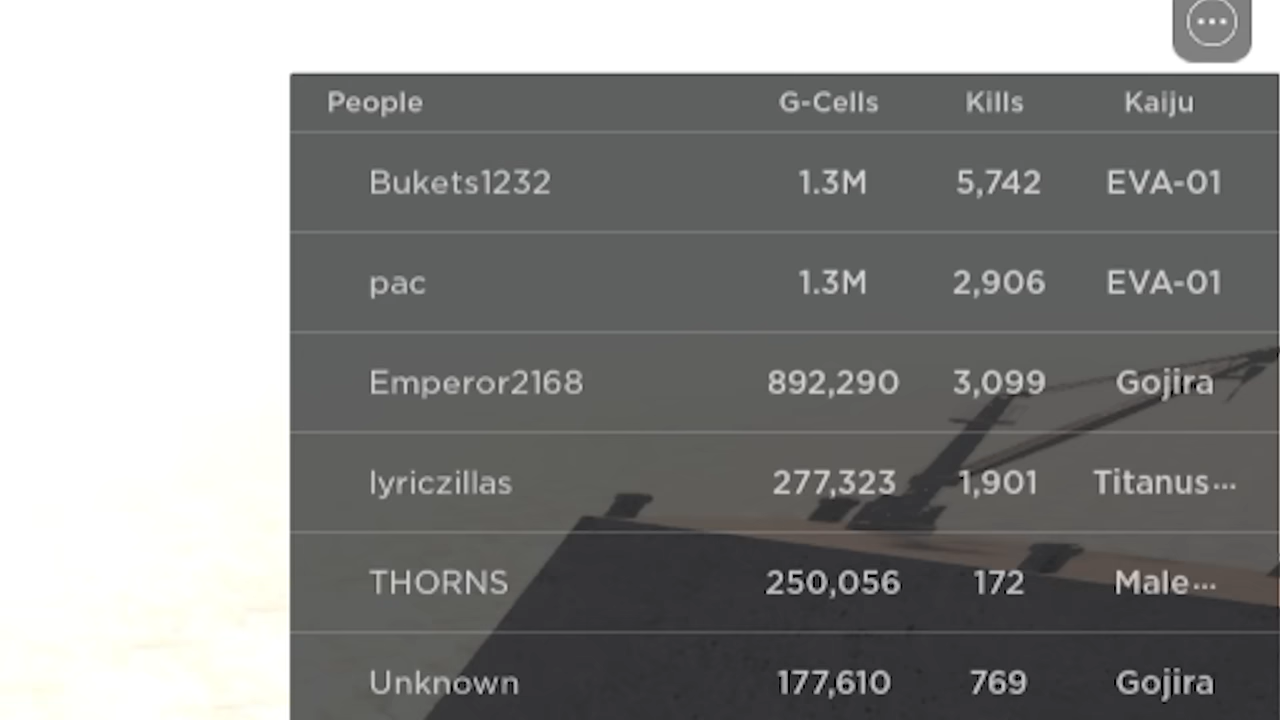 People G-Cells Kills Kaiju
Bukets1232 1.3M 5,742 EVA-01
pac 1.3M 2,906 EVA-01
Emperor2168 892,290 3,099 Gojira
lyriczillas 277,323 1,901 Titanus...
THORNS 250,056 172 Male...
Unknown 177,610 769 Gojira